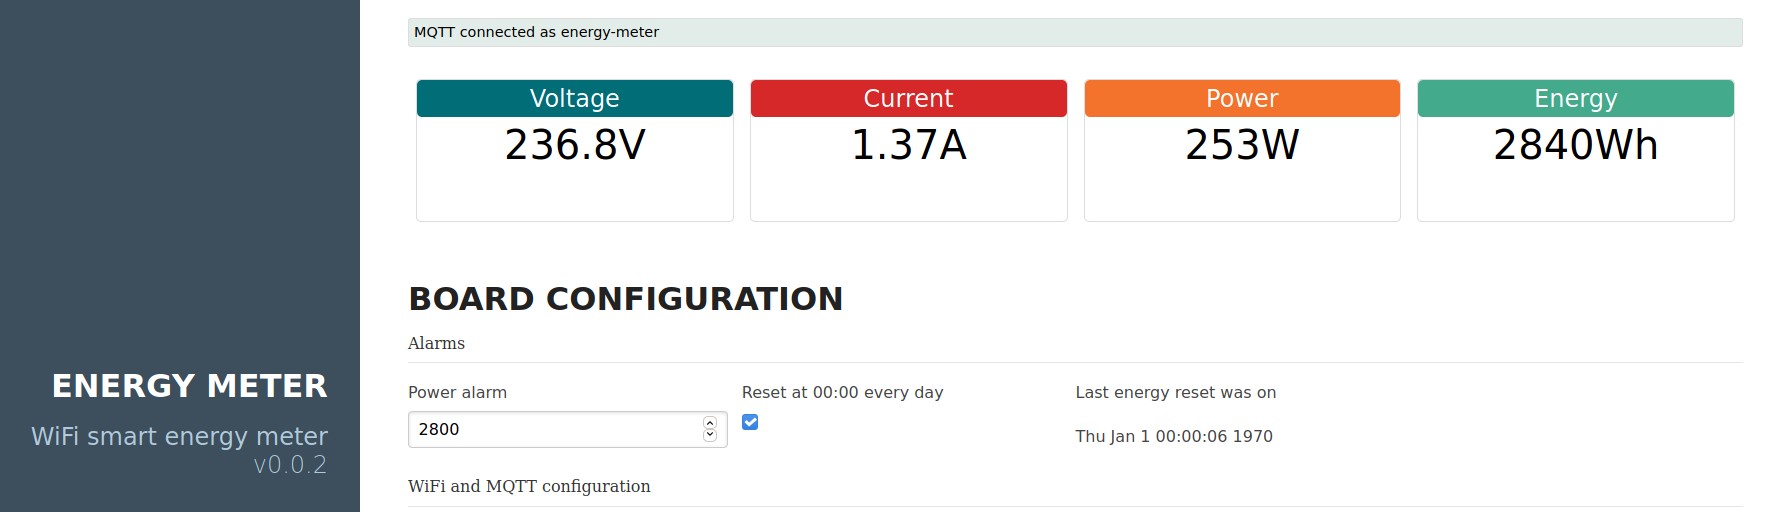 MQTT connected as energy-meter
Voltage
236.8V
Current
1.37A
Power
253W
Energy
2840Wh
BOARD CONFIGURATION
Alarms
Power alarm
2800
Reset at 00:00 every day
Last energy reset was on
Thu Jan 1 00:00:06 1970
WiFi and MQTT configuration
ENERGY METER
WiFi smart energy meter
v0.0.2